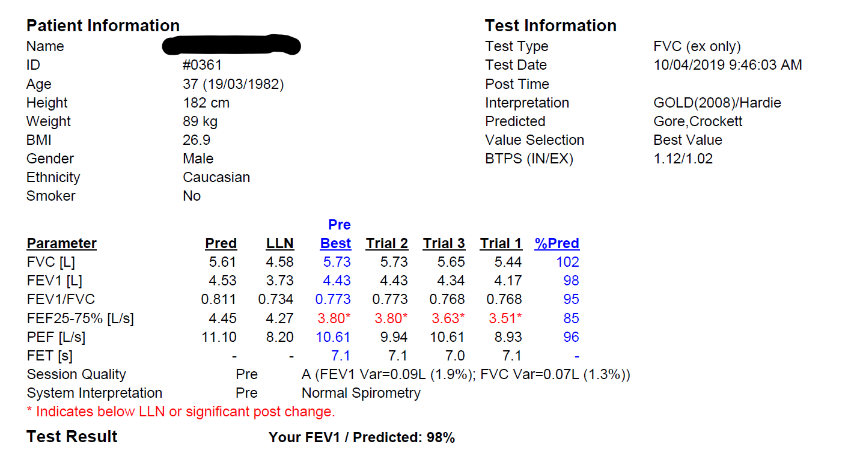 Patient Information Test Information
Name Test Type FVC (ex only)
ID #0361 Test Date 10/04/2019 9:46:03 AM
Age 37 (19/03/1982) Post Time
Height 182 cm Interpretation GOLD(2008)/Hardie
Weight 89 kg Predicted Gore,Crockett
BMI 26.9 Value Selection Best Value
Gender Male BTPS (IN/EX) 1.12/1.02
Ethnicity Caucasian
Smoker No
Pre
Parameter Pred LLN Best Trial 2 Trial 3 Trial 1 %Pred
FVC [L] 5.61 4.58 5.73 5.73 5.65 5.44 102
FEV1 [L] 4.53 3.73 4.43 4.43 4.34 4.17 98
FEV1/FVC 0.811 0.734 0.773 0.773 0.768 0.768 95
FEF25-75% [L/s] 4.45 4.27 3.80* 3.80* 3.63* 3.51* 85
PEF [L/s] 11.10 8.20 10.61 9.94 10.61 8.93 96
FET [s] - - 7.1 7.1 7.0 7.1 -
Session Quality Pre A (FEV1 Var=0.09L (1.9%); FVC Var=0.07L (1.3%))
System Interpretation Pre Normal Spirometry
* Indicates below LLN or significant post change.
Test Result Your FEV1 / Predicted: 98%